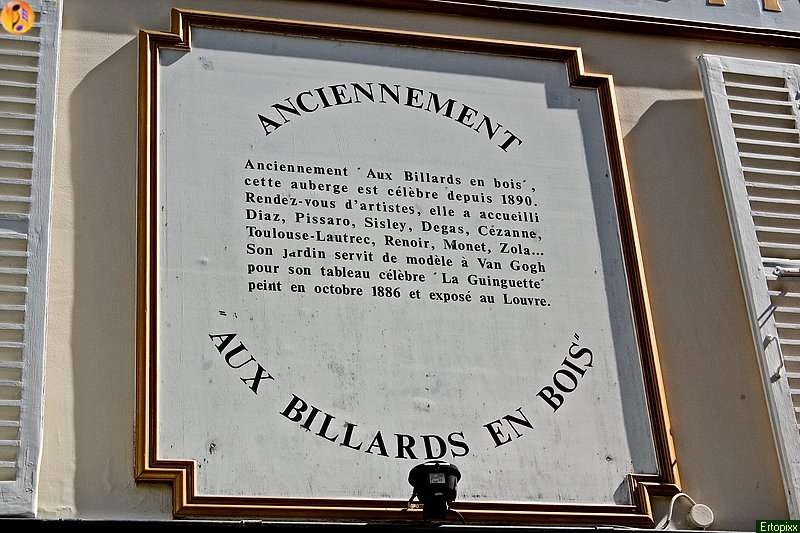 ANCIENNEMENT
Anciennement ' Aux Billards en bois',
cette auberge est célèbre depuis 1890.
Rendez-vous d'artistes, elle a accueilli
Diaz, Pissaro, Sisley, Degas, Cézanne,
Toulouse-Lautrec, Renoir, Monet, Zola...
Son jardin servit de modèle à Van Gogh
pour son tableau célèbre ' La Guinguette'
peint en octobre 1886 et exposé au Louvre.
" AUX BILLARDS EN BOIS"
Ertopixx